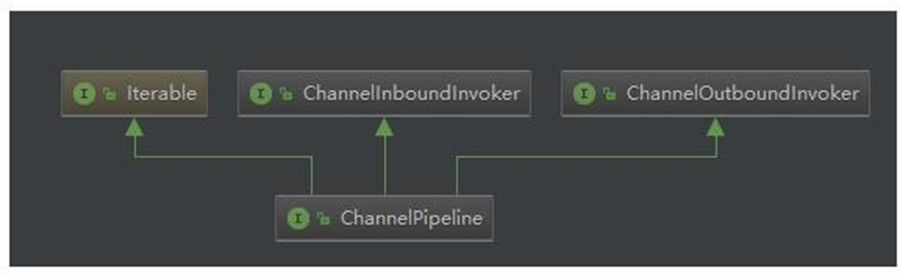 I Iterable
I ChannelInboundInvoker
I ChannelOutboundInvoker
I ChannelPipeline